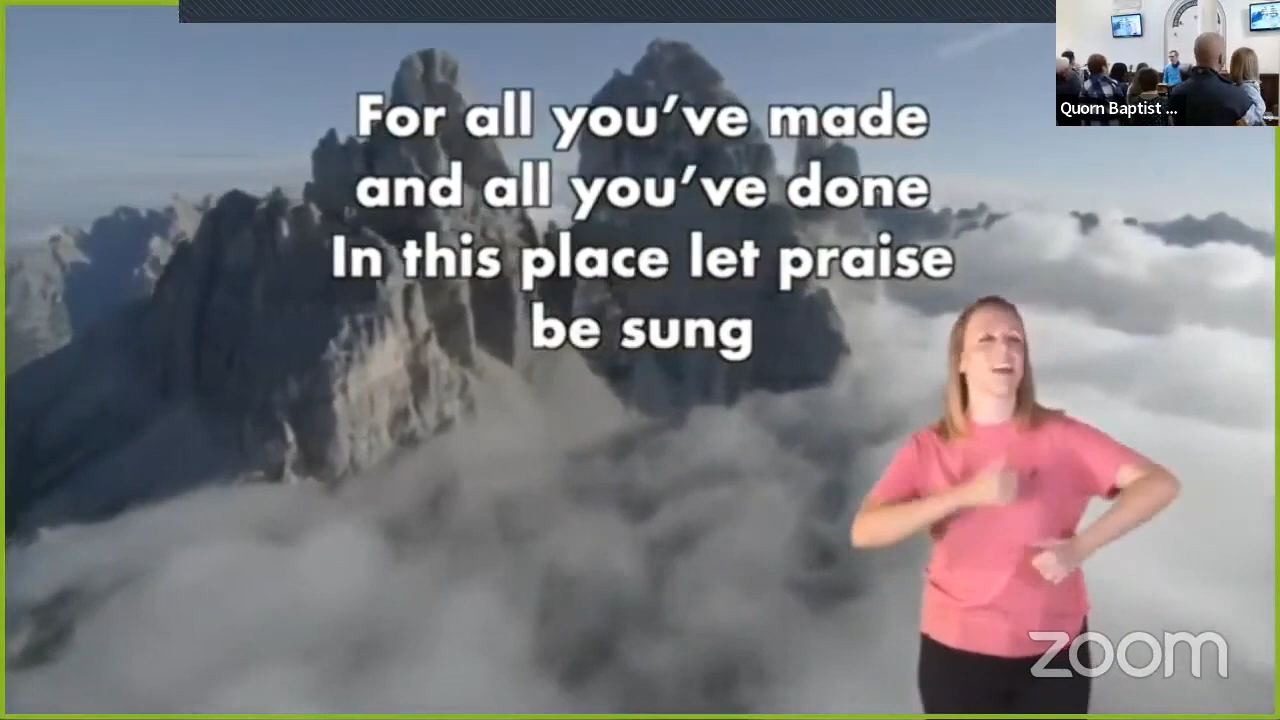 For all you've made
and all you've done
In this place let praise
be sung
Quorn Baptist ...
zoom